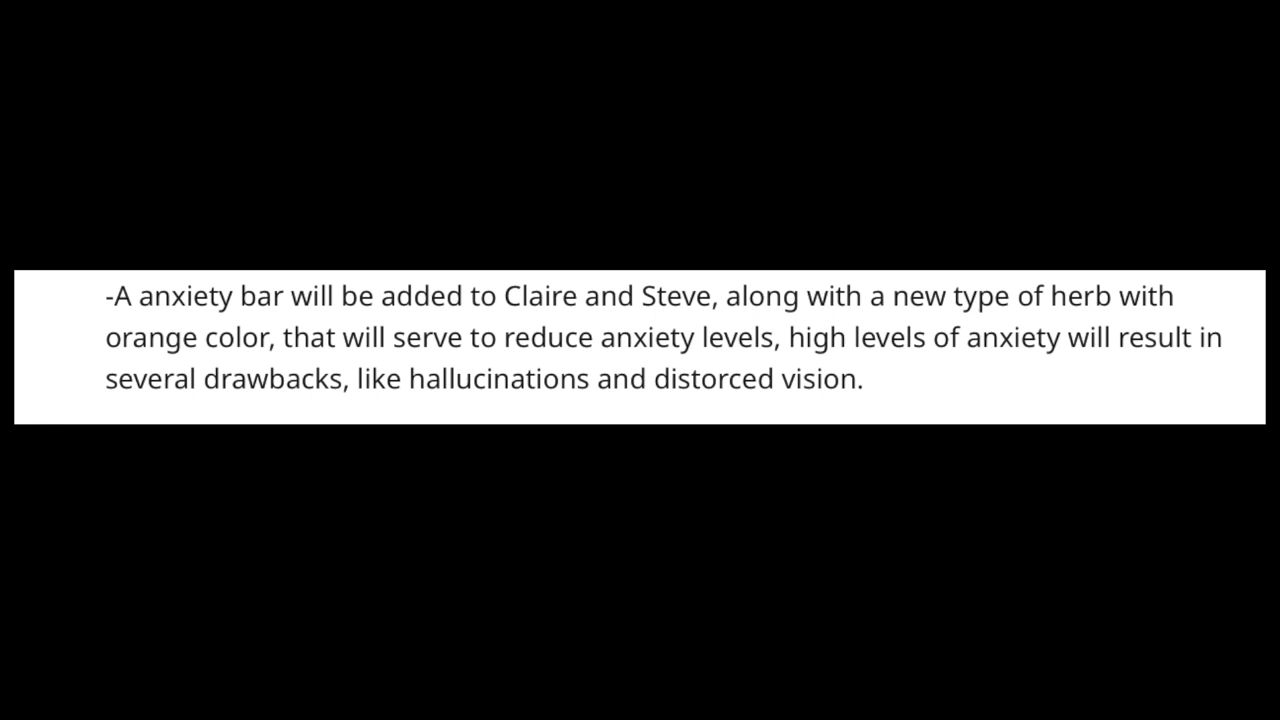 -A anxiety bar will be added to Claire and Steve, along with a new type of herb with
orange color, that will serve to reduce anxiety levels, high levels of anxiety will result in
several drawbacks, like hallucinations and distorced vision.